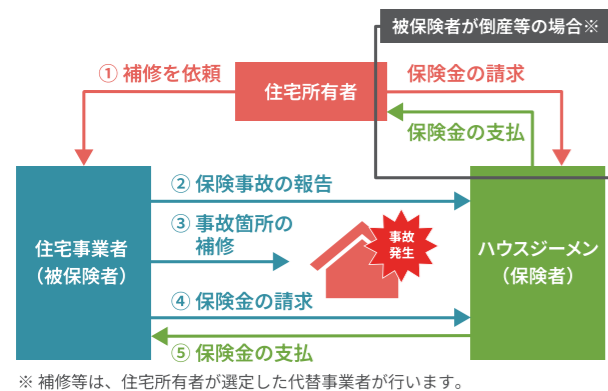 被保険者が倒産等の場合※
① 補修を依頼
住宅所有者
保険金の請求
保険金の支払
② 保険事故の報告
③ 事故箇所の
補修
事故
発生
住宅事業者
（被保険者）
ハウスジーメン
（保険者）
④ 保険金の請求
⑤ 保険金の支払
※ 補修等は、住宅所有者が選定した代替事業者が行います。